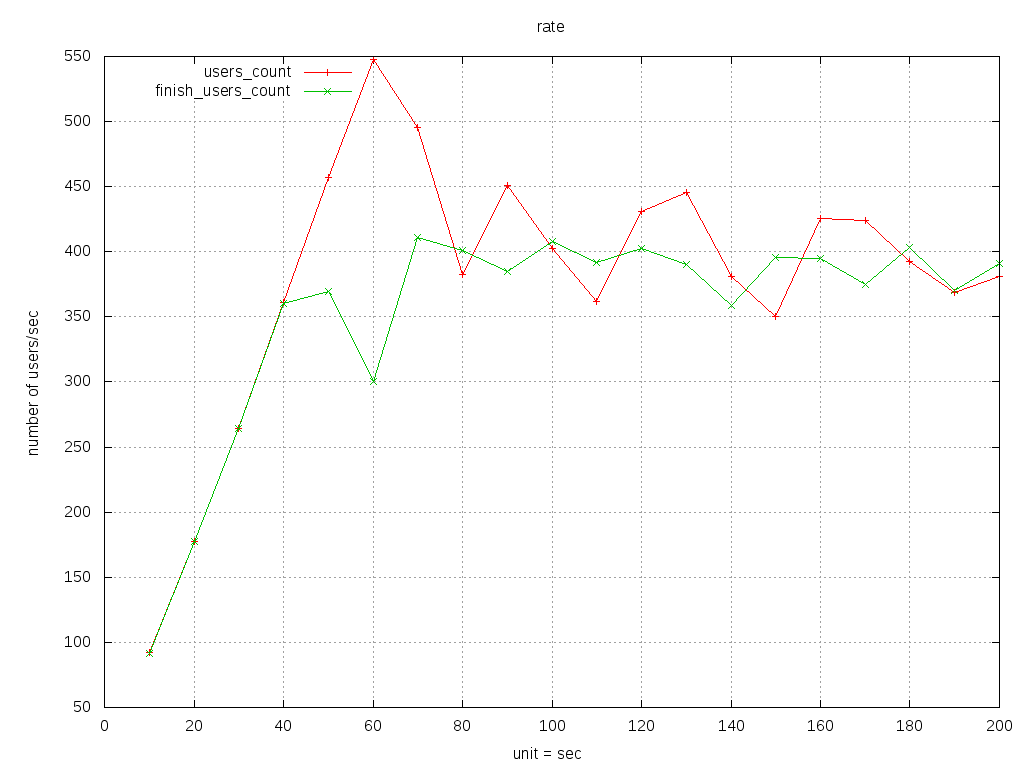 rate
users_count
finish_users_count
550
500
450
400
350
300
250
200
150
100
50
number of users/sec
0 20 40 60 80 100 120 140 160 180 200
unit = sec